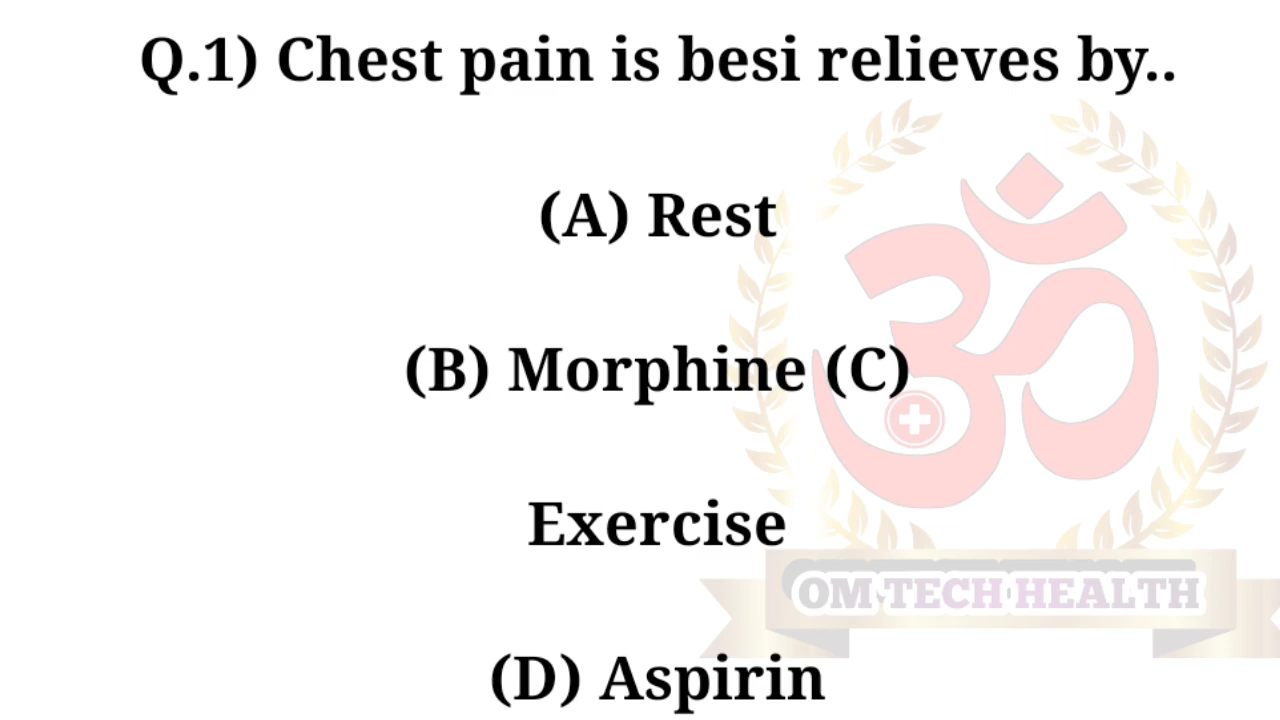 Q.1) Chest pain is besi relieves by..
(A) Rest
(B) Morphine (C)
Exercise
(D) Aspirin
ॐ
OM TECH HEALTH